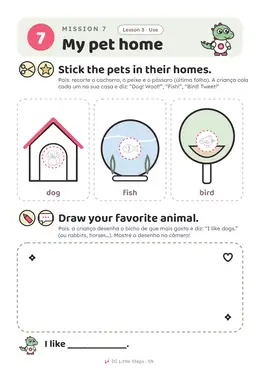 7
MISSION 7
Lesson 3 · Use
My pet home
Stick the pets in their homes.
Pais: recorte o cachorro, o peixe e o pássaro (última folha). A criança cola
cada um na sua casa e diz: "Dog! Woof!", "Fish!", "Bird! Tweet!"
dog
fish
bird
Draw your favorite animal.
Pais: a criança desenha o bicho de que mais gosta e diz: "I like dogs."
(ou rabbits, horses...). Mostre o desenho na câmera!
I like ____________.
Little Steps